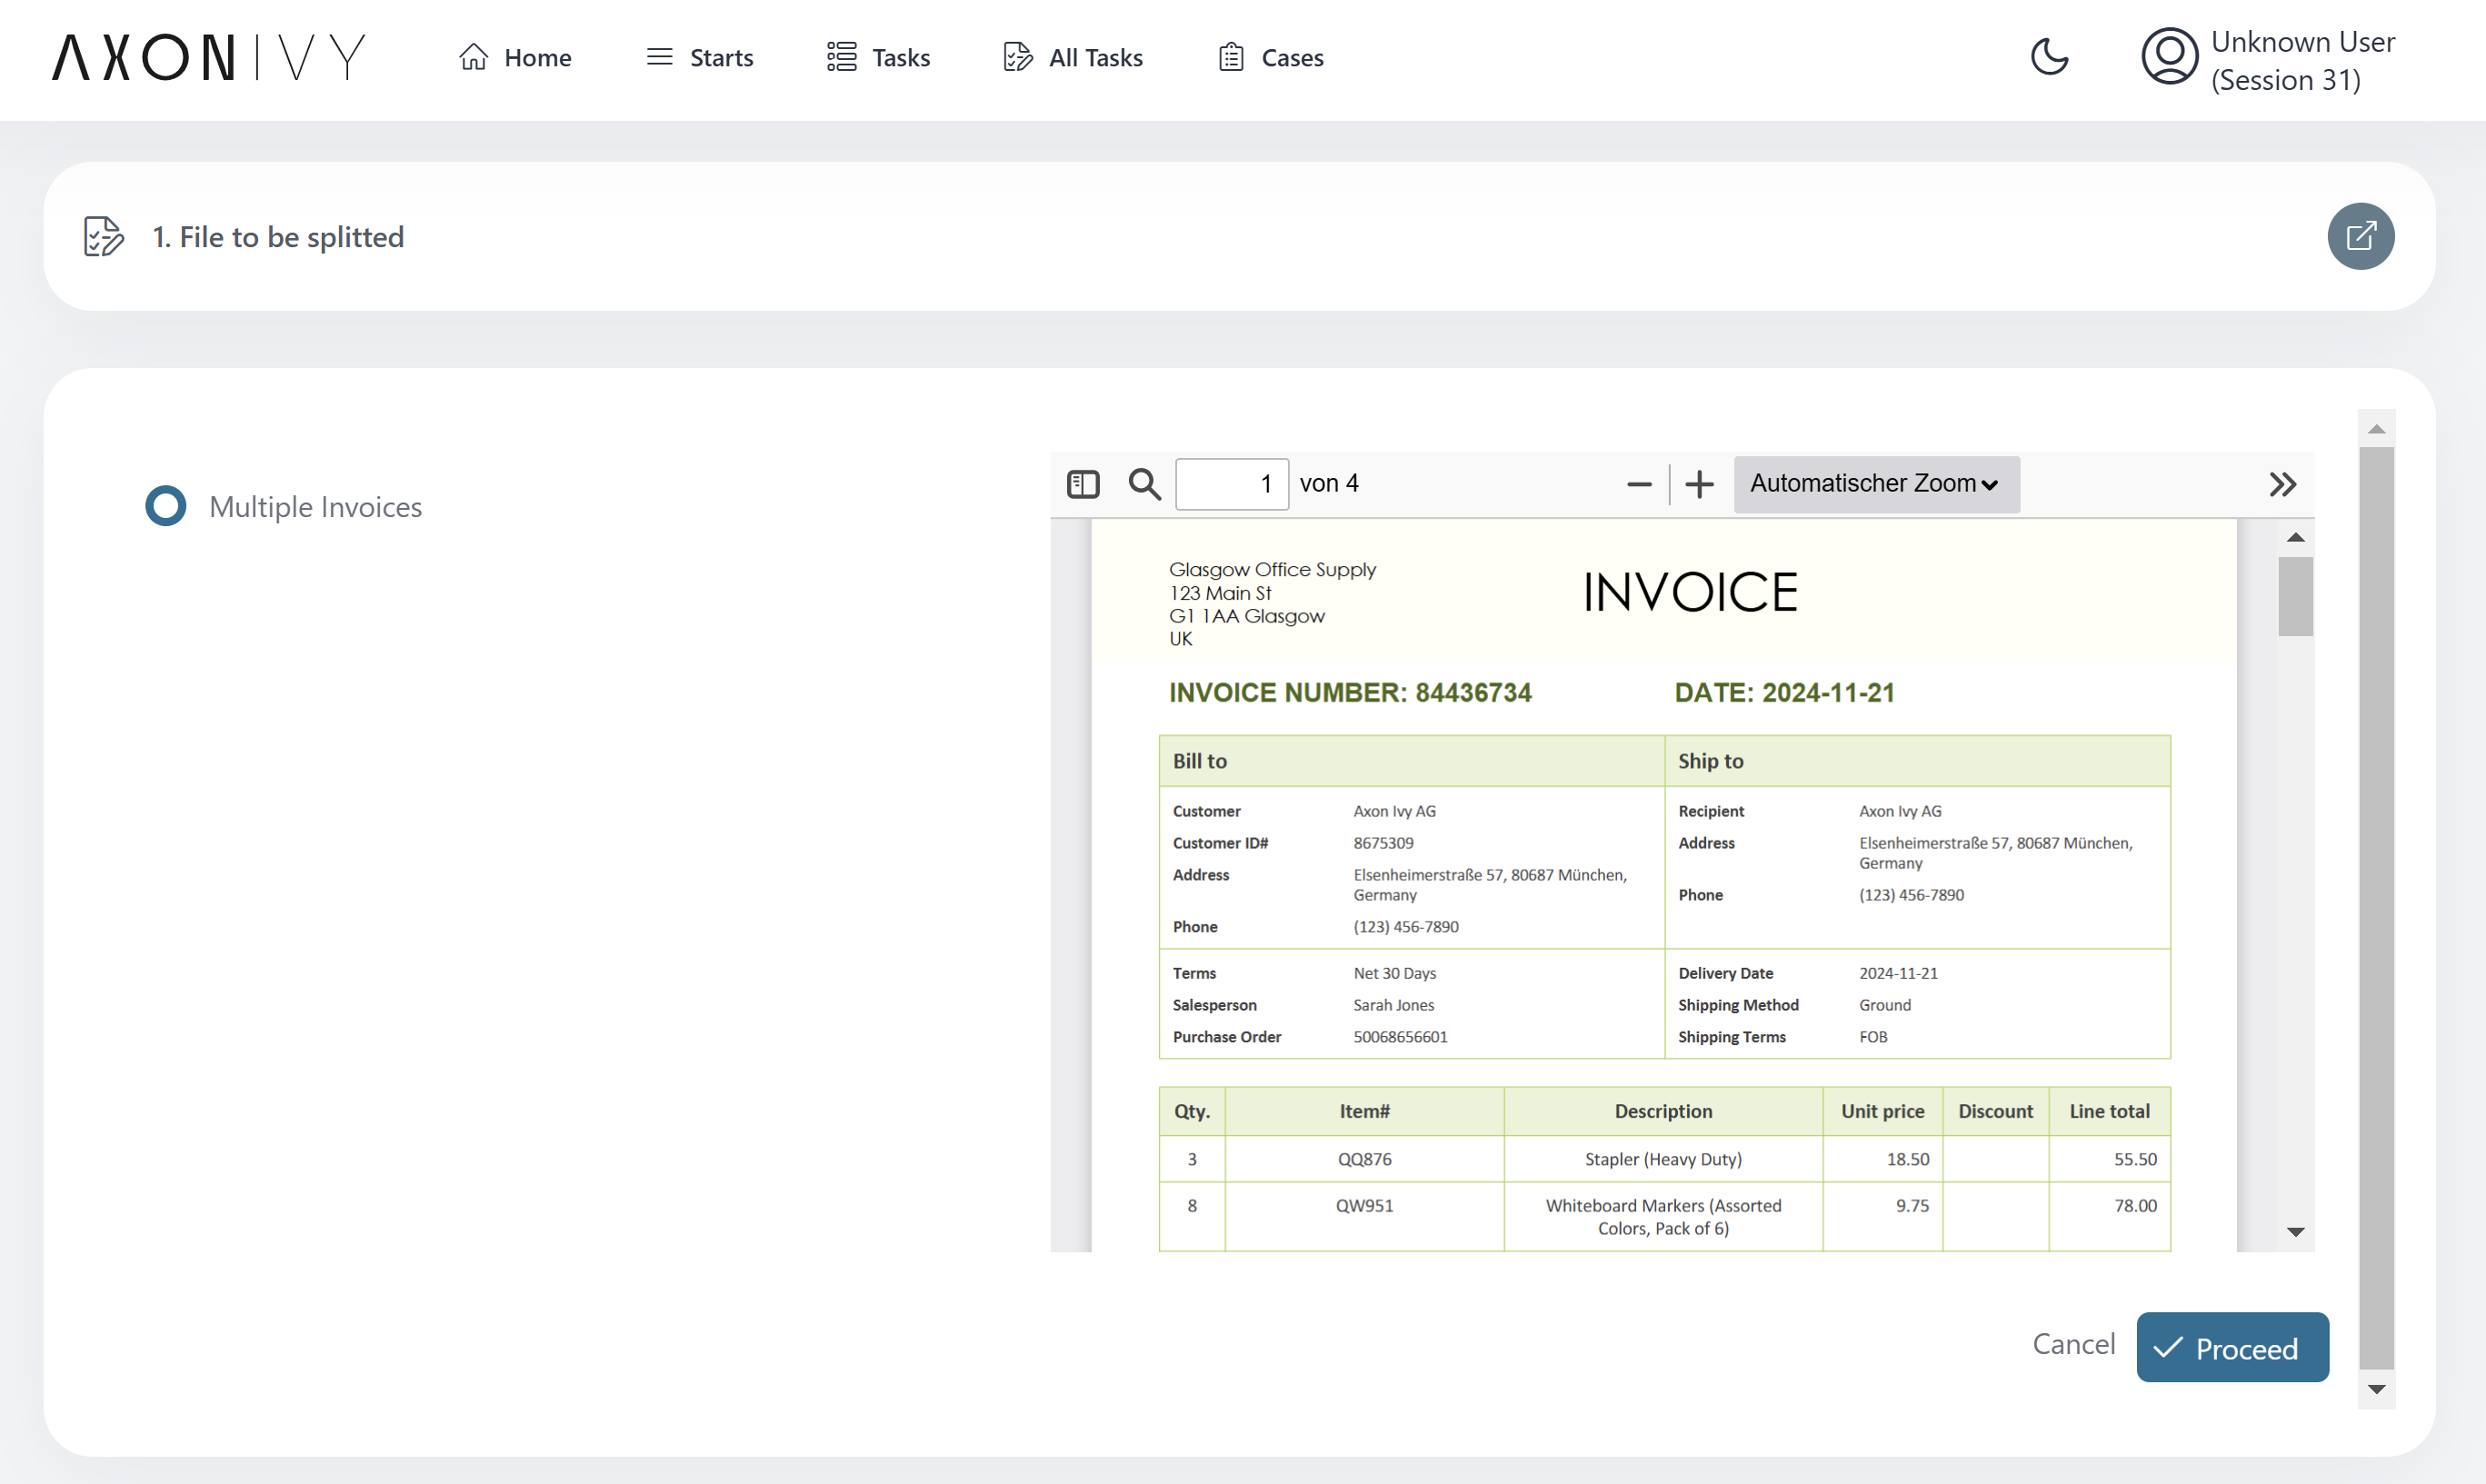 AXONIVY
Home
Starts
Tasks
All Tasks
Cases
Unknown User
(Session 31)
1. File to be splitted
Multiple Invoices
1 von 4
Automatischer Zoom
Glasgow Office Supply
123 Main St
G1 1AA Glasgow
UK
INVOICE
INVOICE NUMBER: 84436734
DATE: 2024-11-21
Bill to
Customer Axon Ivy AG
Customer ID# 8675309
Address Elsenheimerstraße 57, 80687 München,
Germany
Phone (123) 456-7890
Ship to
Recipient Axon Ivy AG
Address Elsenheimerstraße 57, 80687 München,
Germany
Phone (123) 456-7890
Terms Net 30 Days
Salesperson Sarah Jones
Purchase Order 50068656601
Delivery Date 2024-11-21
Shipping Method Ground
Shipping Terms FOB
Qty. Item# Description Unit price Discount Line total
3 QQ876 Stapler (Heavy Duty) 18.50 55.50
8 QW951 Whiteboard Markers (Assorted 9.75 78.00
Colors, Pack of 6)
Cancel
Proceed